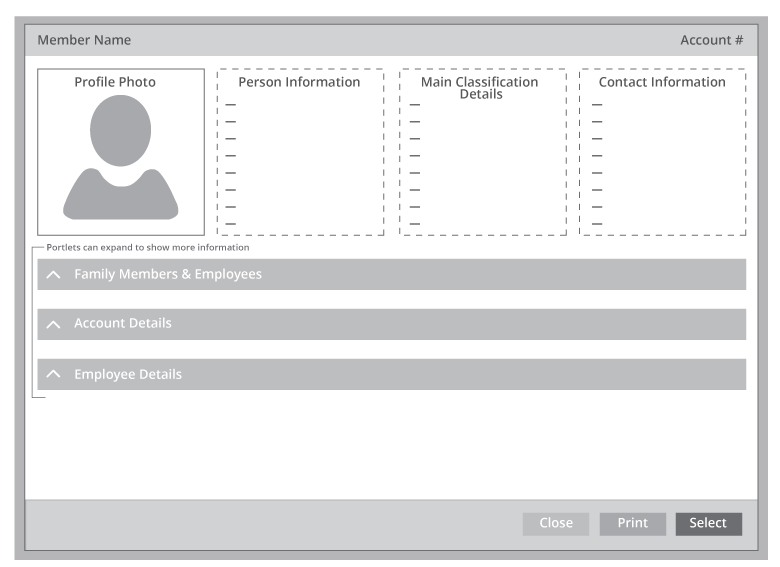 Member Name
Account #
Profile Photo
Person Information
Main Classification
Details
Contact Information
Portlets can expand to show more information
Family Members & Employees
Account Details
Employee Details
Close
Print
Select